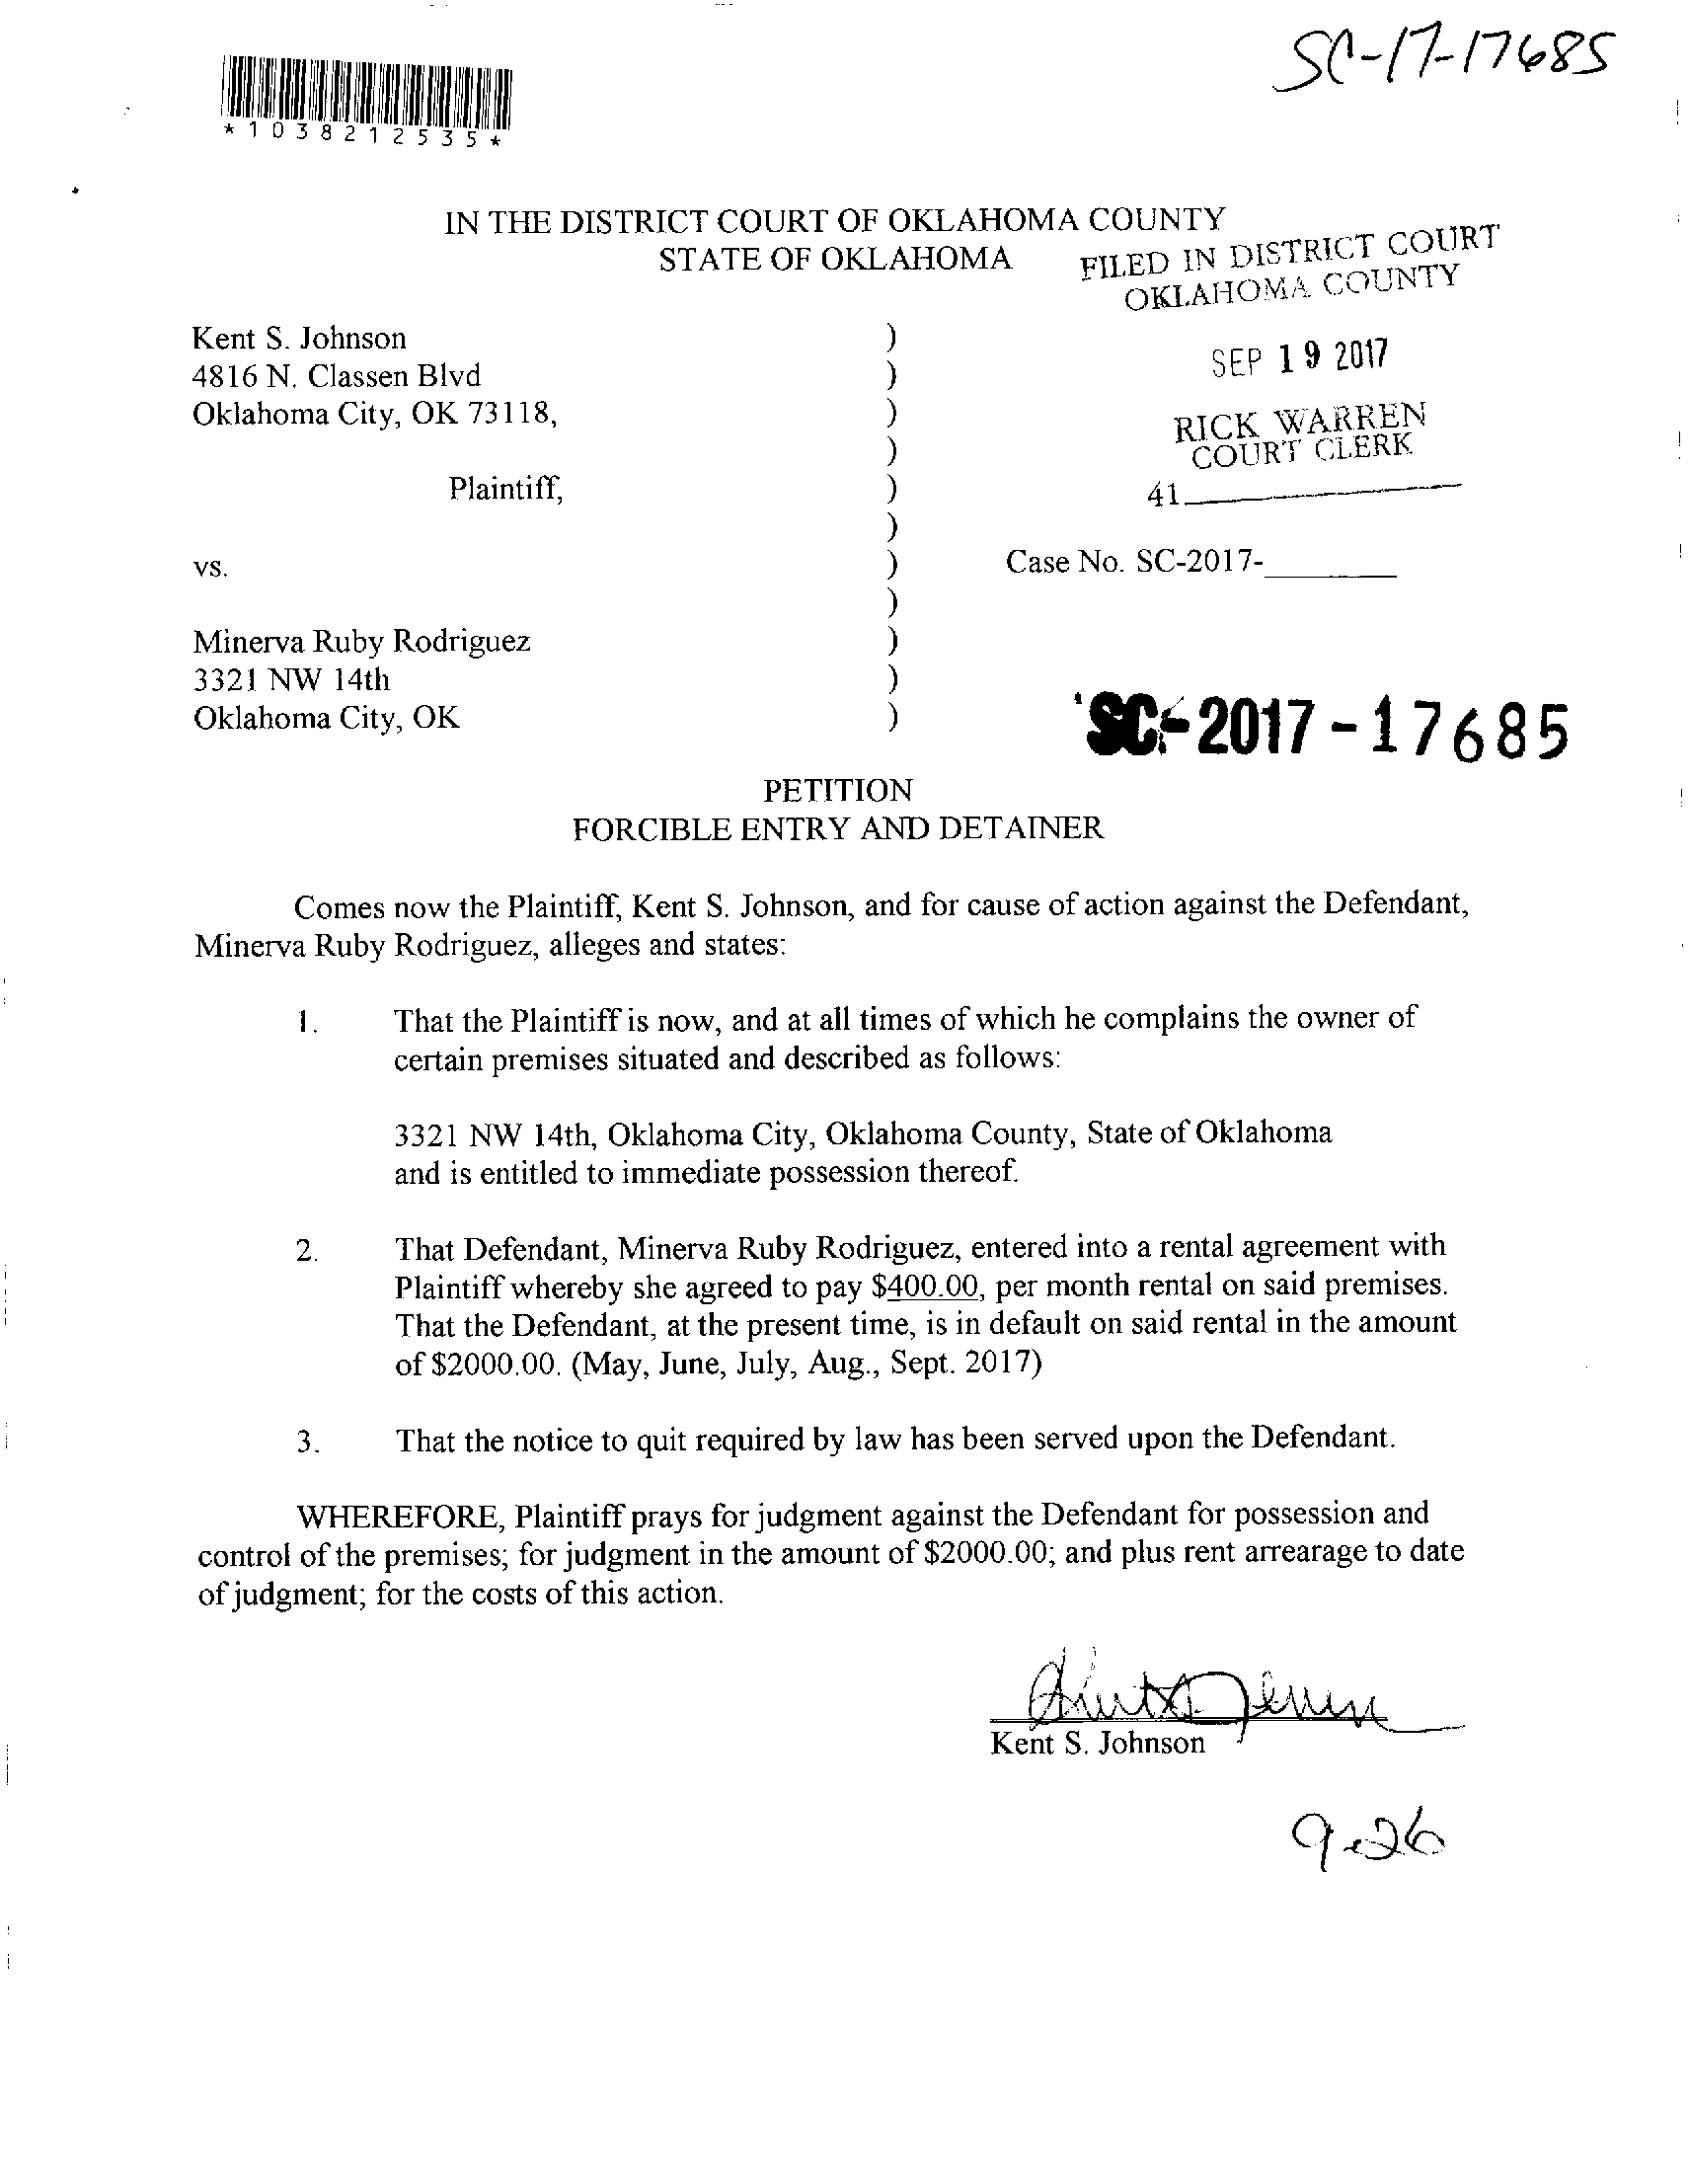 SC-17-17685
*1038212535*
IN THE DISTRICT COURT OF OKLAHOMA COUNTY
STATE OF OKLAHOMA
FILED IN DISTRICT COURT
OKLAHOMA COUNTY
Kent S. Johnson )
4816 N. Classen Blvd )
SEP 19 2017
Oklahoma City, OK 73118, )
RICK WARREN
)
COURT CLERK
Plaintiff, )
41
)
vs. ) Case No. SC-2017-______
)
Minerva Ruby Rodriguez )
3321 NW 14th )
Oklahoma City, OK )
SC-2017-17685
PETITION
FORCIBLE ENTRY AND DETAINER
Comes now the Plaintiff, Kent S. Johnson, and for cause of action against the Defendant,
Minerva Ruby Rodriguez, alleges and states:
1. That the Plaintiff is now, and at all times of which he complains the owner of
certain premises situated and described as follows:
3321 NW 14th, Oklahoma City, Oklahoma County, State of Oklahoma
and is entitled to immediate possession thereof.
2. That Defendant, Minerva Ruby Rodriguez, entered into a rental agreement with
Plaintiff whereby she agreed to pay $400.00, per month rental on said premises.
That the Defendant, at the present time, is in default on said rental in the amount
of $2000.00. (May, June, July, Aug., Sept. 2017)
3. That the notice to quit required by law has been served upon the Defendant.
WHEREFORE, Plaintiff prays for judgment against the Defendant for possession and
control of the premises; for judgment in the amount of $2000.00; and plus rent arrearage to date
of judgment; for the costs of this action.
Kent S. Johnson
9-26